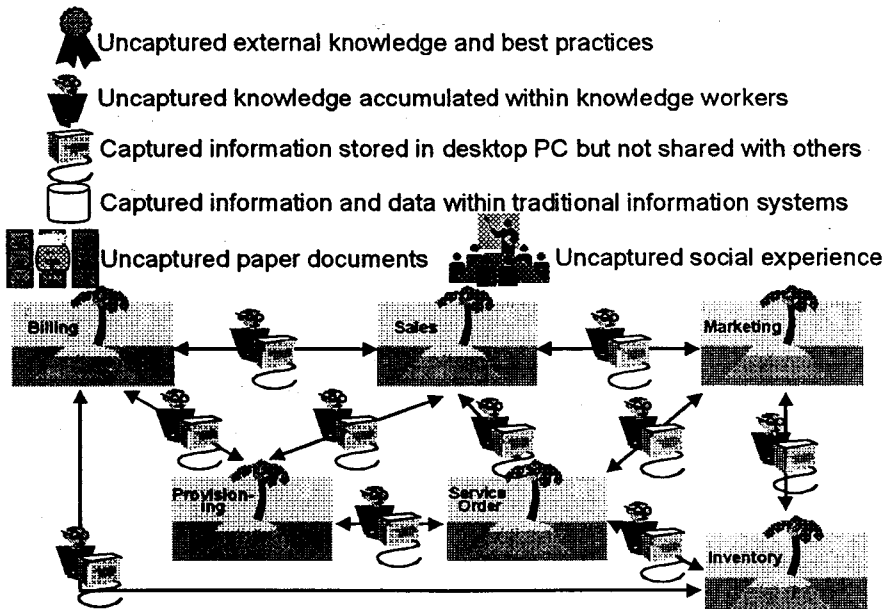 Uncaptured external knowledge and best practices
Uncaptured knowledge accumulated within knowledge workers
Captured information stored in desktop PC but not shared with others
Captured information and data within traditional information systems
Uncaptured paper documents
Uncaptured social experience
Billing
Sales
Marketing
Provision-
ing
Service
Order
Inventory